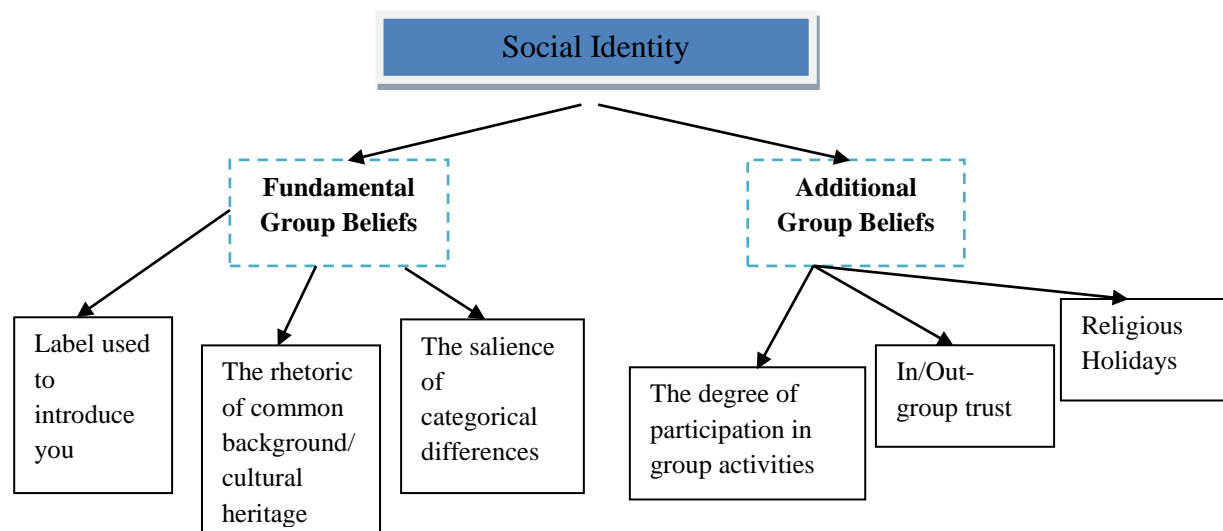 Social Identity
Fundamental
Group Beliefs
Additional
Group Beliefs
Label used
to
introduce
you
The rhetoric
of common
background/
cultural
heritage
The salience
of
categorical
differences
The degree of
participation in
group activities
In/Out-
group trust
Religious
Holidays